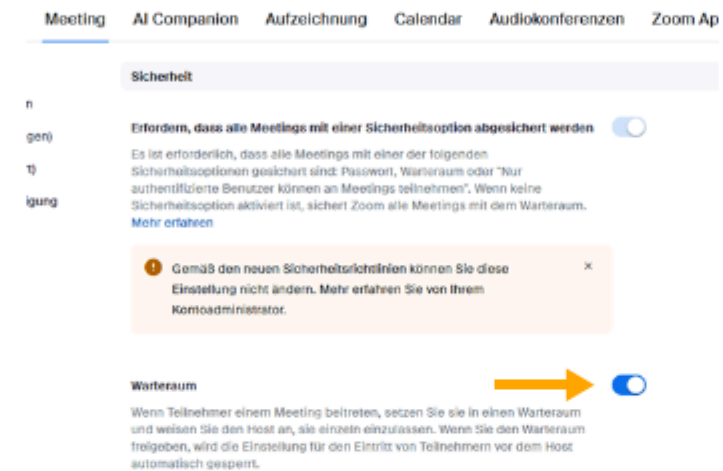 Meeting AI Companion Aufzeichnung Calendar Audiokonferenzen Zoom Ap
Sicherheit
n
gen)
t)
igung
Erfordern, dass alle Meetings mit einer Sicherheitsoption abgesichert werden
Es ist erforderlich, dass alle Meetings mit einer der folgenden
Sicherheitsoptionen gesichert sind: Passwort, Warteraum oder "Nur
authentifizierte Benutzer können an Meetings teilnehmen". Wenn keine
Sicherheitsoption aktiviert ist, sichert Zoom alle Meetings mit dem Warteraum.
Mehr erfahren
Gemäß den neuen Sicherheitsrichtlinien können Sie diese
Einstellung nicht ändern. Mehr erfahren Sie von Ihrem
Kontoadministrator.
Warteraum
Wenn Teilnehmer einem Meeting beitreten, setzen Sie sie in einen Warteraum
und weisen Sie den Host an, sie einzeln einzulassen. Wenn Sie den Warteraum
freigeben, wird die Einstellung für den Eintritt von Teilnehmern vor dem Host
automatisch gesperrt.